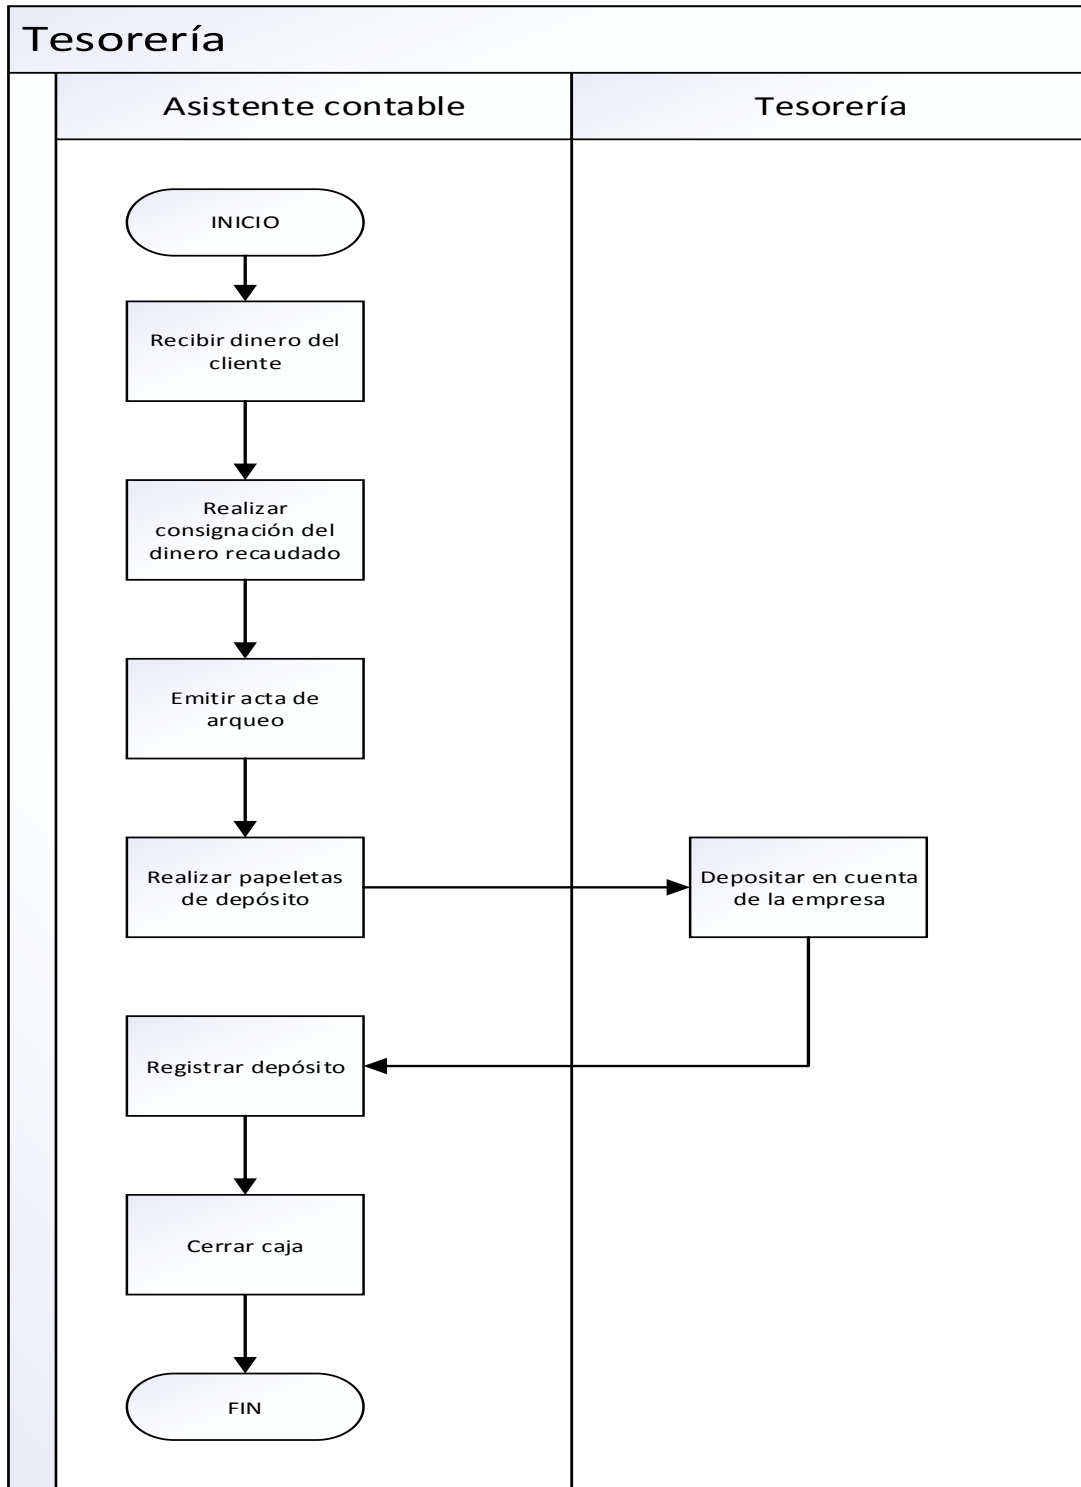 Tesorería
Asistente contable
Tesorería
INICIO
Recibir dinero del
cliente
Realizar
consignación del
dinero recaudado
Emitir acta de
arqueo
Realizar papeletas
de depósito
Depositar en cuenta
de la empresa
Registrar depósito
Cerrar caja
FIN